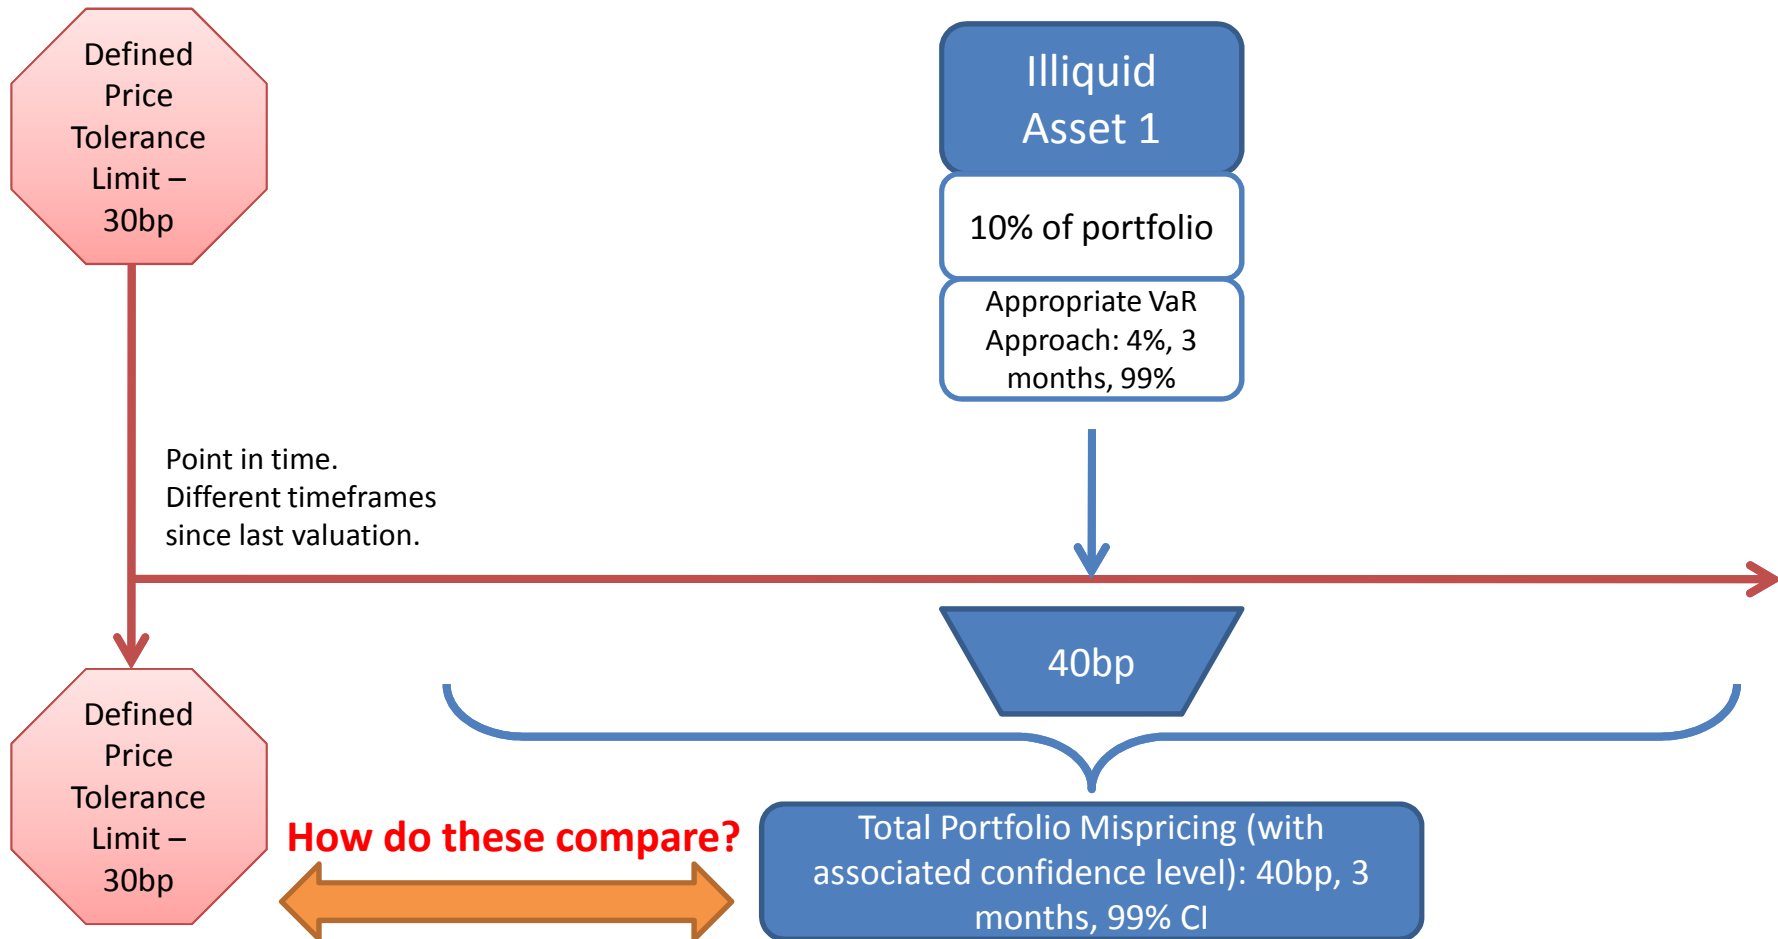 Defined
Price
Tolerance
Limit –
30bp
Illiquid
Asset 1
10% of portfolio
Appropriate VaR
Approach: 4%, 3
months, 99%
Point in time.
Different timeframes
since last valuation.
40bp
Defined
Price
Tolerance
Limit –
30bp
How do these compare?
Total Portfolio Mispricing (with
associated confidence level): 40bp, 3
months, 99% CI